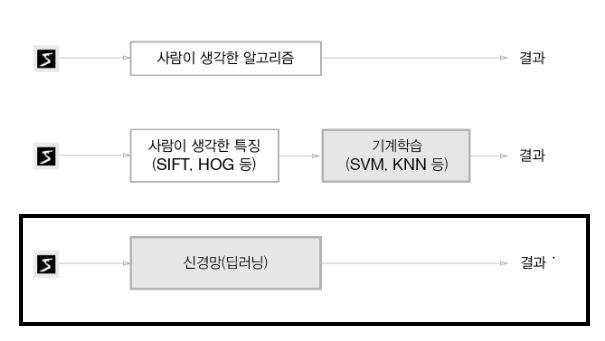 5 사람이 생각한 알고리즘 결과
5 사람이 생각한 특징 기계학습 결과
(SIFT, HOG 등) (SVM, KNN 등)
5 신경망(딥러닝) 결과